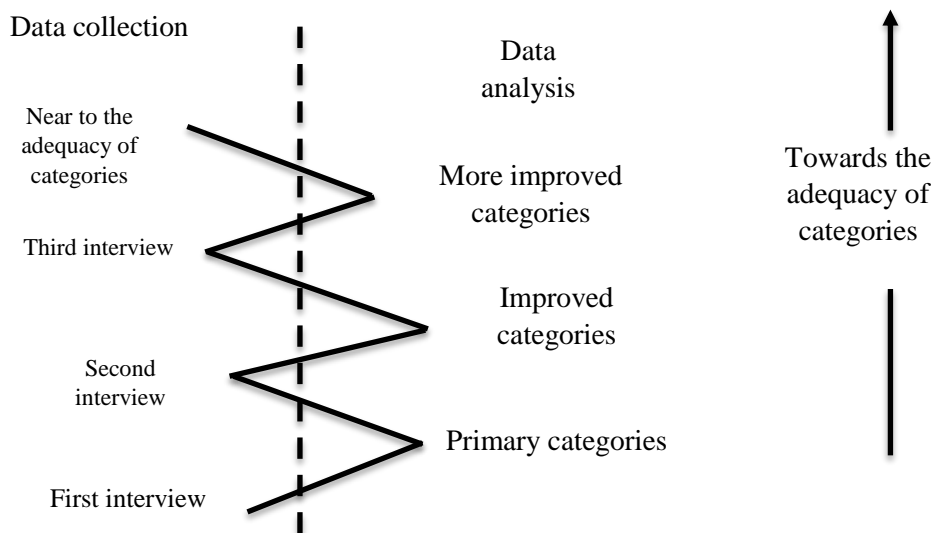 Data collection
Data
analysis
Near to the
adequacy of
categories
More improved
categories
Towards the
adequacy of
categories
Third interview
Improved
categories
Second
interview
Primary categories
First interview